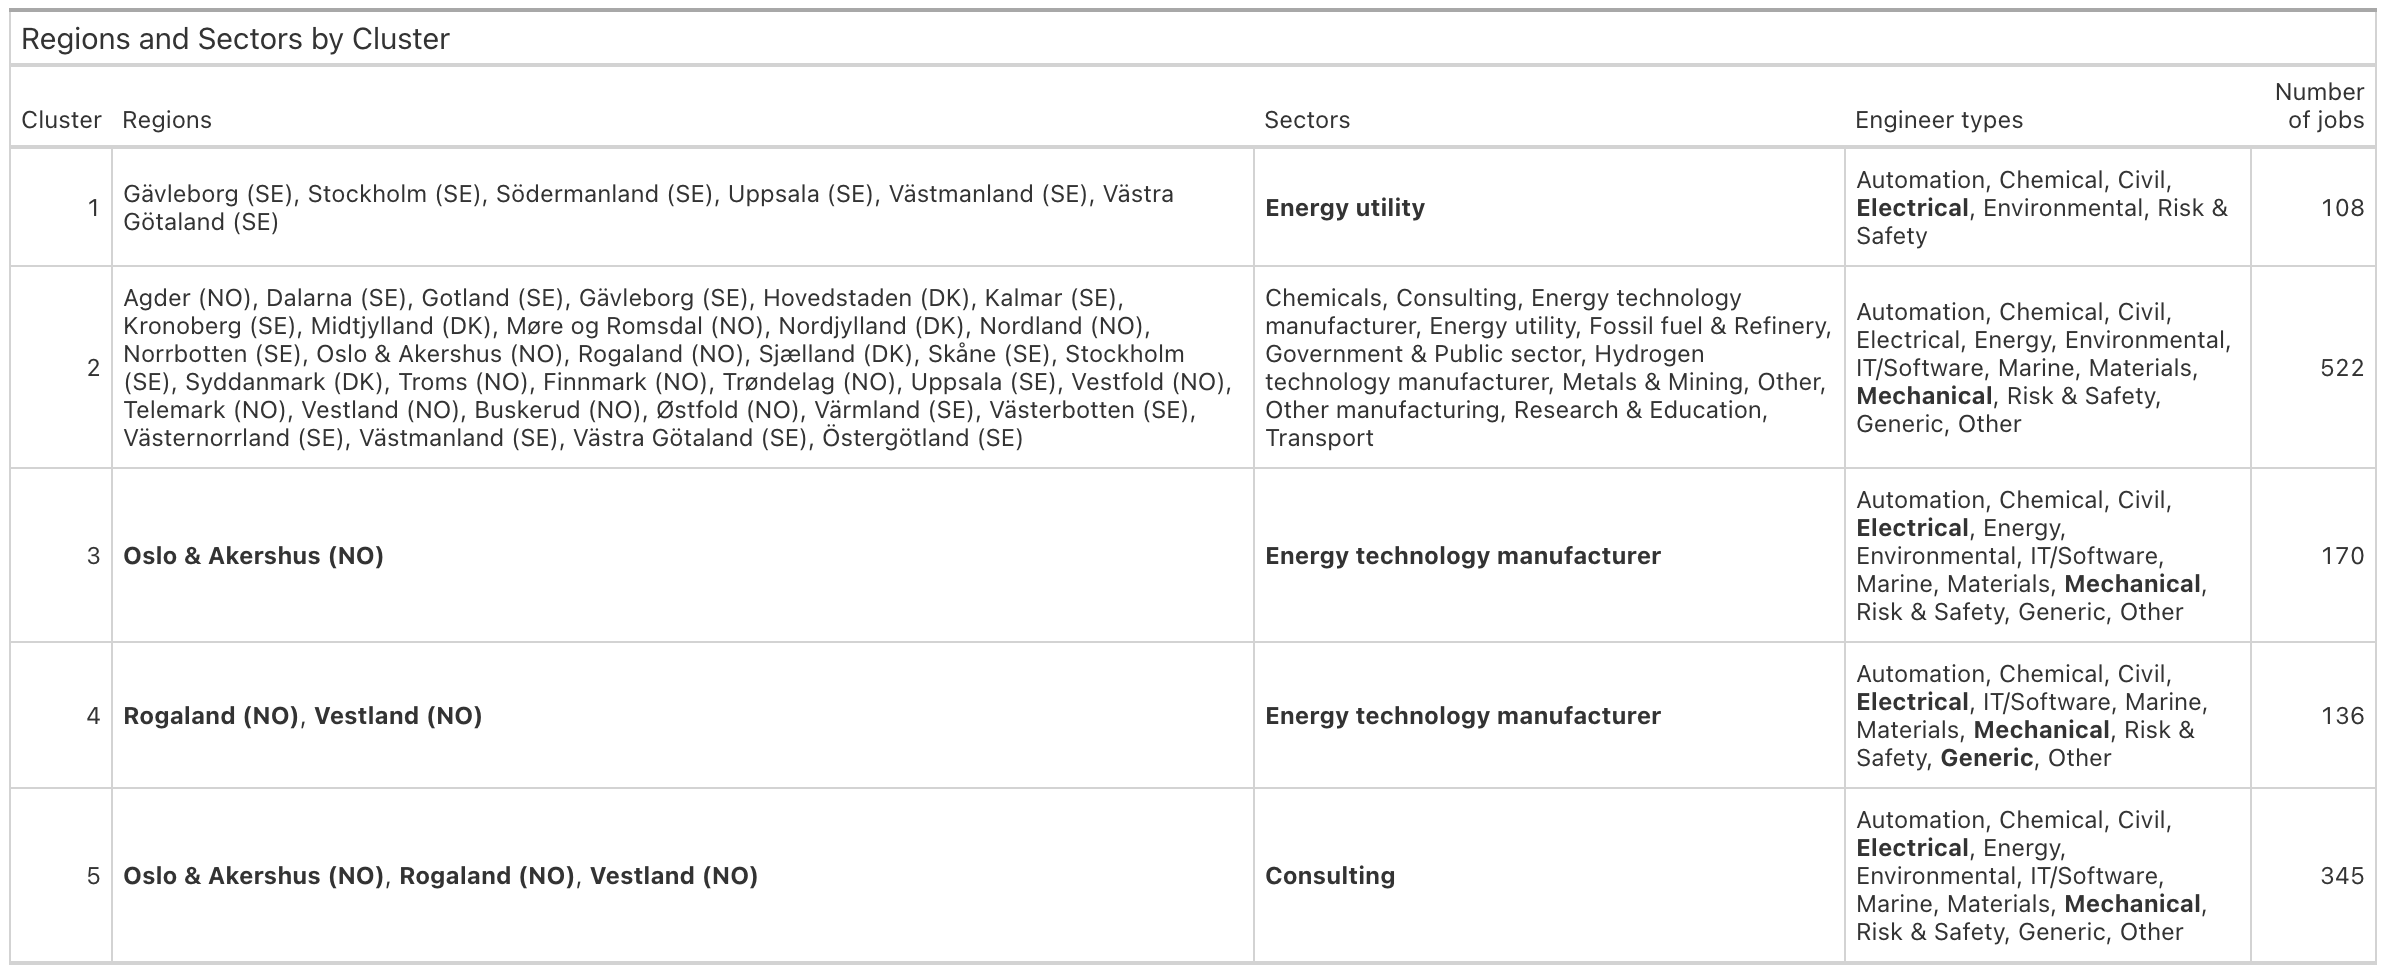 Regions and Sectors by Cluster
Cluster Regions Sectors Engineer types Number of jobs
1
Gävleborg (SE), Stockholm (SE), Södermanland (SE), Uppsala (SE), Västmanland (SE), Västra
Götaland (SE)
Energy utility
Automation, Chemical, Civil,
Electrical, Environmental, Risk &
Safety
108
2
Agder (NO), Dalarna (SE), Gotland (SE), Gävleborg (SE), Hovedstaden (DK), Kalmar (SE),
Kronoberg (SE), Midtjylland (DK), Møre og Romsdal (NO), Nordjylland (DK), Nordland (NO),
Norrbotten (SE), Oslo & Akershus (NO), Rogaland (NO), Sjælland (DK), Skåne (SE), Stockholm
(SE), Syddanmark (DK), Troms (NO), Finnmark (NO), Trøndelag (NO), Uppsala (SE), Vestfold (NO),
Telemark (NO), Vestland (NO), Buskerud (NO), Østfold (NO), Värmland (SE), Västerbotten (SE),
Västernorrland (SE), Västmanland (SE), Västra Götaland (SE), Östergötland (SE)
Chemicals, Consulting, Energy technology
manufacturer, Energy utility, Fossil fuel & Refinery,
Government & Public sector, Hydrogen
technology manufacturer, Metals & Mining, Other,
Other manufacturing, Research & Education,
Transport
Automation, Chemical, Civil,
Electrical, Energy, Environmental,
IT/Software, Marine, Materials,
Mechanical, Risk & Safety,
Generic, Other
522
3
Oslo & Akershus (NO)
Energy technology manufacturer
Automation, Chemical, Civil,
Electrical, Energy,
Environmental, IT/Software,
Marine, Materials, Mechanical,
Risk & Safety, Generic, Other
170
4
Rogaland (NO), Vestland (NO)
Energy technology manufacturer
Automation, Chemical, Civil,
Electrical, IT/Software, Marine,
Materials, Mechanical, Risk &
Safety, Generic, Other
136
5
Oslo & Akershus (NO), Rogaland (NO), Vestland (NO)
Consulting
Automation, Chemical, Civil,
Electrical, Energy,
Environmental, IT/Software,
Marine, Materials, Mechanical,
Risk & Safety, Generic, Other
345